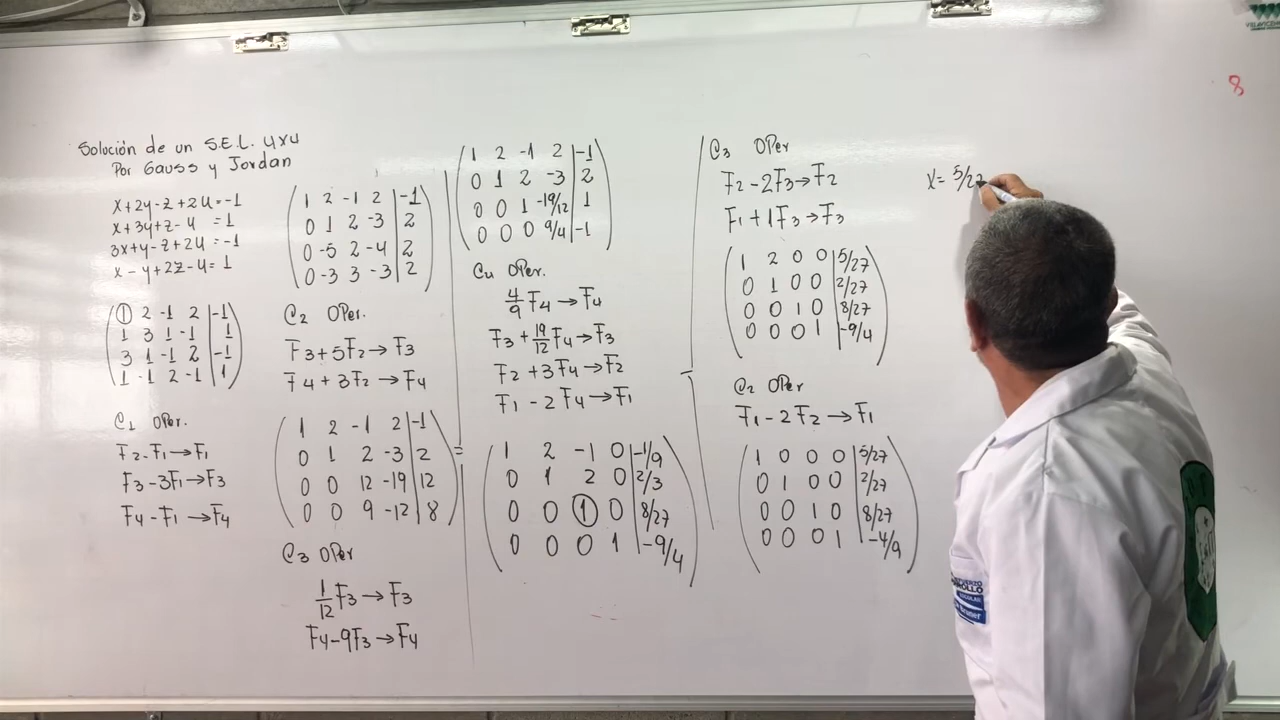 Solución de un S.E.L. 4x4
Por Gauss y Jordan
x+2y-z+2u=-1
x+3y+z-u =1
3x+y-z+2u=-1
x-y+2z-u=1
1 2 -1 2 | -1
1 3 1 -1 | 1
3 1 -1 2 | -1
1 -1 2 -1 | 1
C1 OPer.
F2-F1→F1
F3-3F1→F3
F4-F1→F4
1 2 -1 2 | -1
0 1 2 -3 | 2
0 -5 2 -4 | 2
0 -3 3 -3 | 2
C2 OPer.
F3+5F2→F3
F4+3F2→F4
1 2 -1 2 | -1
0 1 2 -3 | 2
0 0 12 -19 | 12
0 0 9 -12 | 8
C3 OPer
1/12 F3→F3
F4-9F3→F4
1 2 -1 2 | -1
0 1 2 -3 | 2
0 0 1 -19/12 | 1
0 0 0 9/4 | -1
C4 OPer.
4/9 F4→F4
F3+19/12 F4→F3
F2+3F4→F2
F1-2F4→F1
=
1 2 -1 0 | -1/9
0 1 2 0 | 2/3
0 0 1 0 | 8/27
0 0 0 1 | -9/4
C3 OPer
F2-2F3→F2
F1+1F3→F3
1 2 0 0 | 5/27
0 1 0 0 | 2/27
0 0 1 0 | 8/27
0 0 0 1 | -9/4
C2 OPer
F1-2F2→F1
1 0 0 0 | 5/27
0 1 0 0 | 2/27
0 0 1 0 | 8/27
0 0 0 1 | -4/9
x= 5/27
8